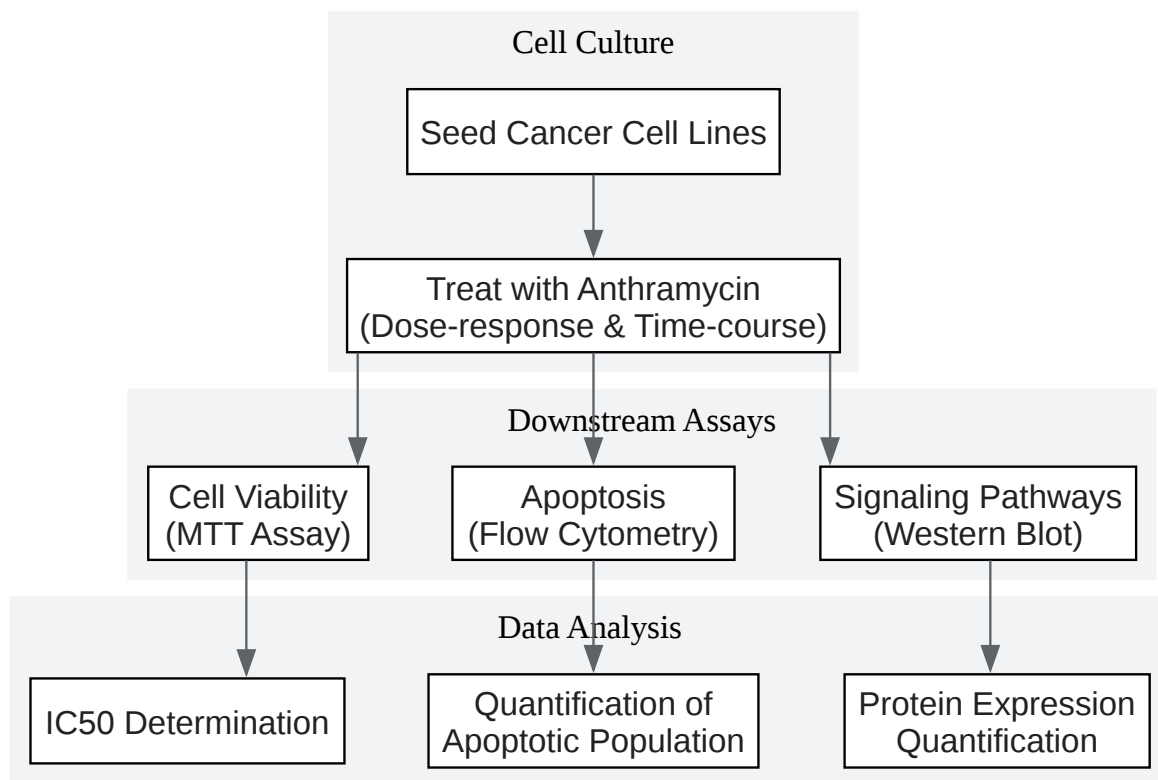 Cell Culture
Seed Cancer Cell Lines
Treat with Anthramycin
(Dose-response & Time-course)
Downstream Assays
Cell Viability
(MTT Assay)
Apoptosis
(Flow Cytometry)
Signaling Pathways
(Western Blot)
Data Analysis
IC50 Determination
Quantification of
Apoptotic Population
Protein Expression
Quantification